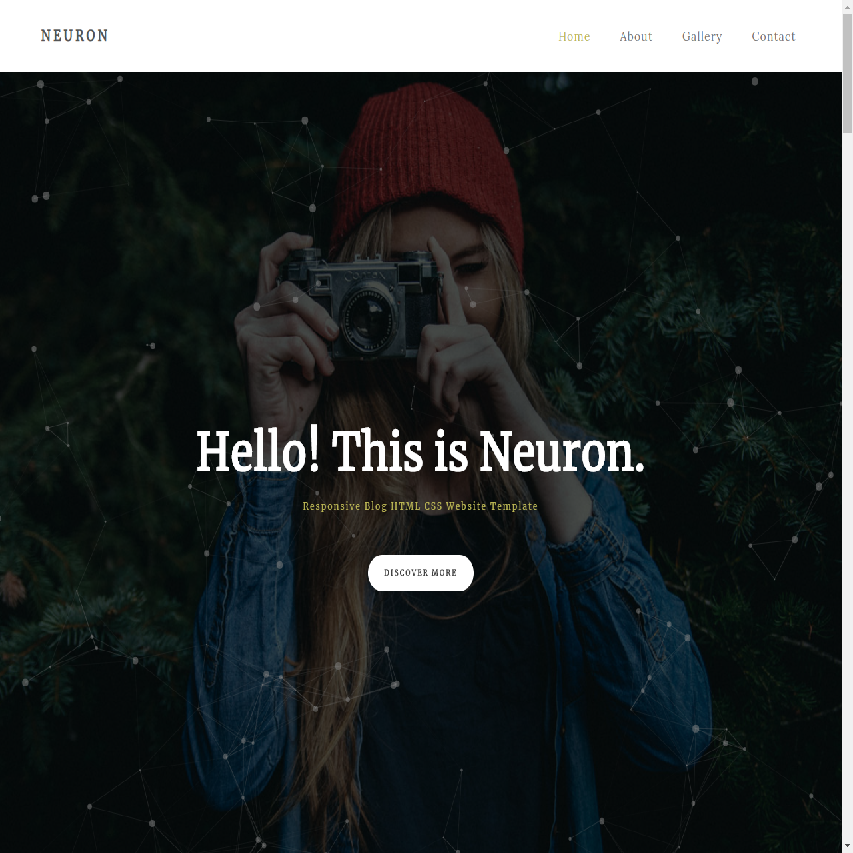 NEURON
Home About Gallery Contact
Hello! This is Neuron.
Responsive Blog HTML CSS Website Template
DISCOVER MORE